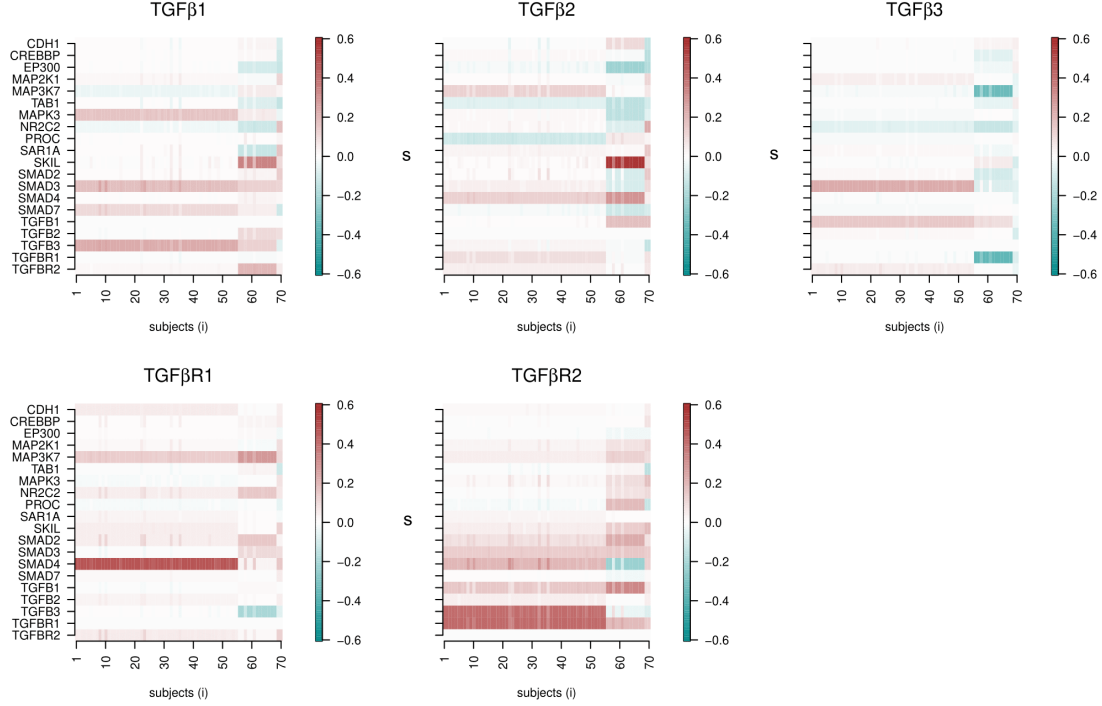 TGFβ1
TGFβ2
TGFβ3
CDH1
CREBBP
EP300
MAP2K1
MAP3K7
TAB1
MAPK3
NR2C2
PROC
SAR1A
SKIL
SMAD2
SMAD3
SMAD4
SMAD7
TGFB1
TGFB2
TGFB3
TGFBR1
TGFBR2
1 10 20 30 40 50 60 70
subjects (i)
0.6
0.4
0.2
0.0
−0.2
−0.4
−0.6
s
1 10 20 30 40 50 60 70
subjects (i)
0.6
0.4
0.2
0.0
−0.2
−0.4
−0.6
s
1 10 20 30 40 50 60 70
subjects (i)
0.6
0.4
0.2
0.0
−0.2
−0.4
−0.6
TGFβR1
TGFβR2
CDH1
CREBBP
EP300
MAP2K1
MAP3K7
TAB1
MAPK3
NR2C2
PROC
SAR1A
SKIL
SMAD2
SMAD3
SMAD4
SMAD7
TGFB1
TGFB2
TGFB3
TGFBR1
TGFBR2
1 10 20 30 40 50 60 70
subjects (i)
0.6
0.4
0.2
0.0
−0.2
−0.4
−0.6
s
1 10 20 30 40 50 60 70
subjects (i)
0.6
0.4
0.2
0.0
−0.2
−0.4
−0.6